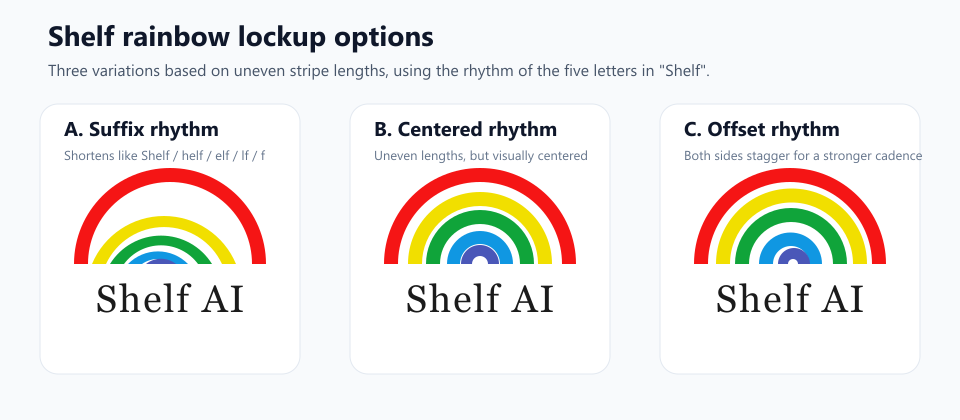 Shelf rainbow lockup options
Three variations based on uneven stripe lengths, using the rhythm of the five letters in "Shelf".
A. Suffix rhythm
Shortens like Shelf / helf / elf / lf / f
Shelf AI
B. Centered rhythm
Uneven lengths, but visually centered
Shelf AI
C. Offset rhythm
Both sides stagger for a stronger cadence
Shelf AI